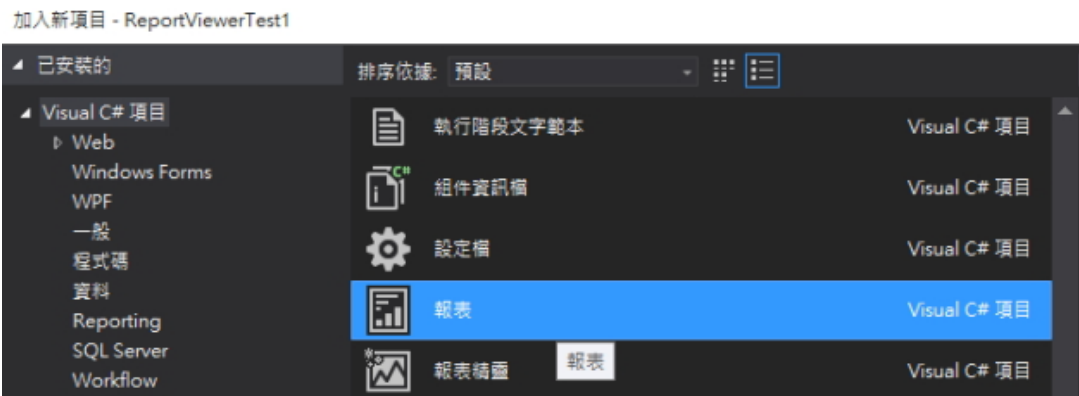 加入新項目 - ReportViewerTest1
已安裝的
排序依據: 預設
Visual C# 項目
Web
Windows Forms
WPF
一般
程式碼
資料
Reporting
SQL Server
Workflow
執行階段文字範本 Visual C# 項目
C#
組件資訊檔 Visual C# 項目
設定檔 Visual C# 項目
報表 Visual C# 項目
報表精靈 Visual C# 項目
報表